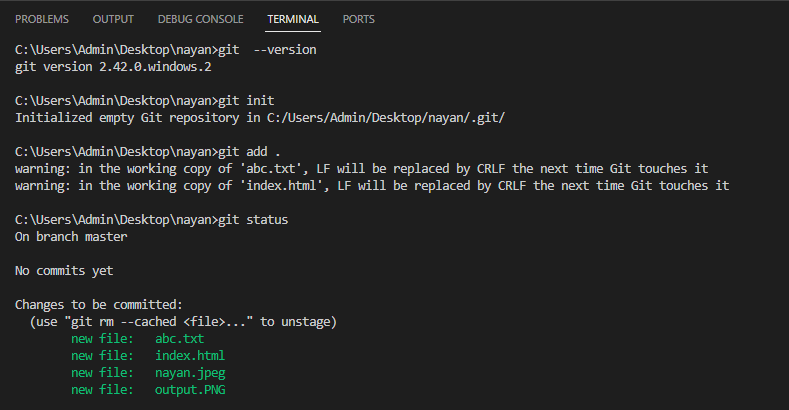 PROBLEMS OUTPUT DEBUG CONSOLE TERMINAL PORTS
C:\Users\Admin\Desktop\nayan>git  --version
git version 2.42.0.windows.2
C:\Users\Admin\Desktop\nayan>git init
Initialized empty Git repository in C:/Users/Admin/Desktop/nayan/.git/
C:\Users\Admin\Desktop\nayan>git add .
warning: in the working copy of 'abc.txt', LF will be replaced by CRLF the next time Git touches it
warning: in the working copy of 'index.html', LF will be replaced by CRLF the next time Git touches it
C:\Users\Admin\Desktop\nayan>git status
On branch master
No commits yet
Changes to be committed:
  (use "git rm --cached <file>..." to unstage)
        new file:   abc.txt
        new file:   index.html
        new file:   nayan.jpeg
        new file:   output.PNG